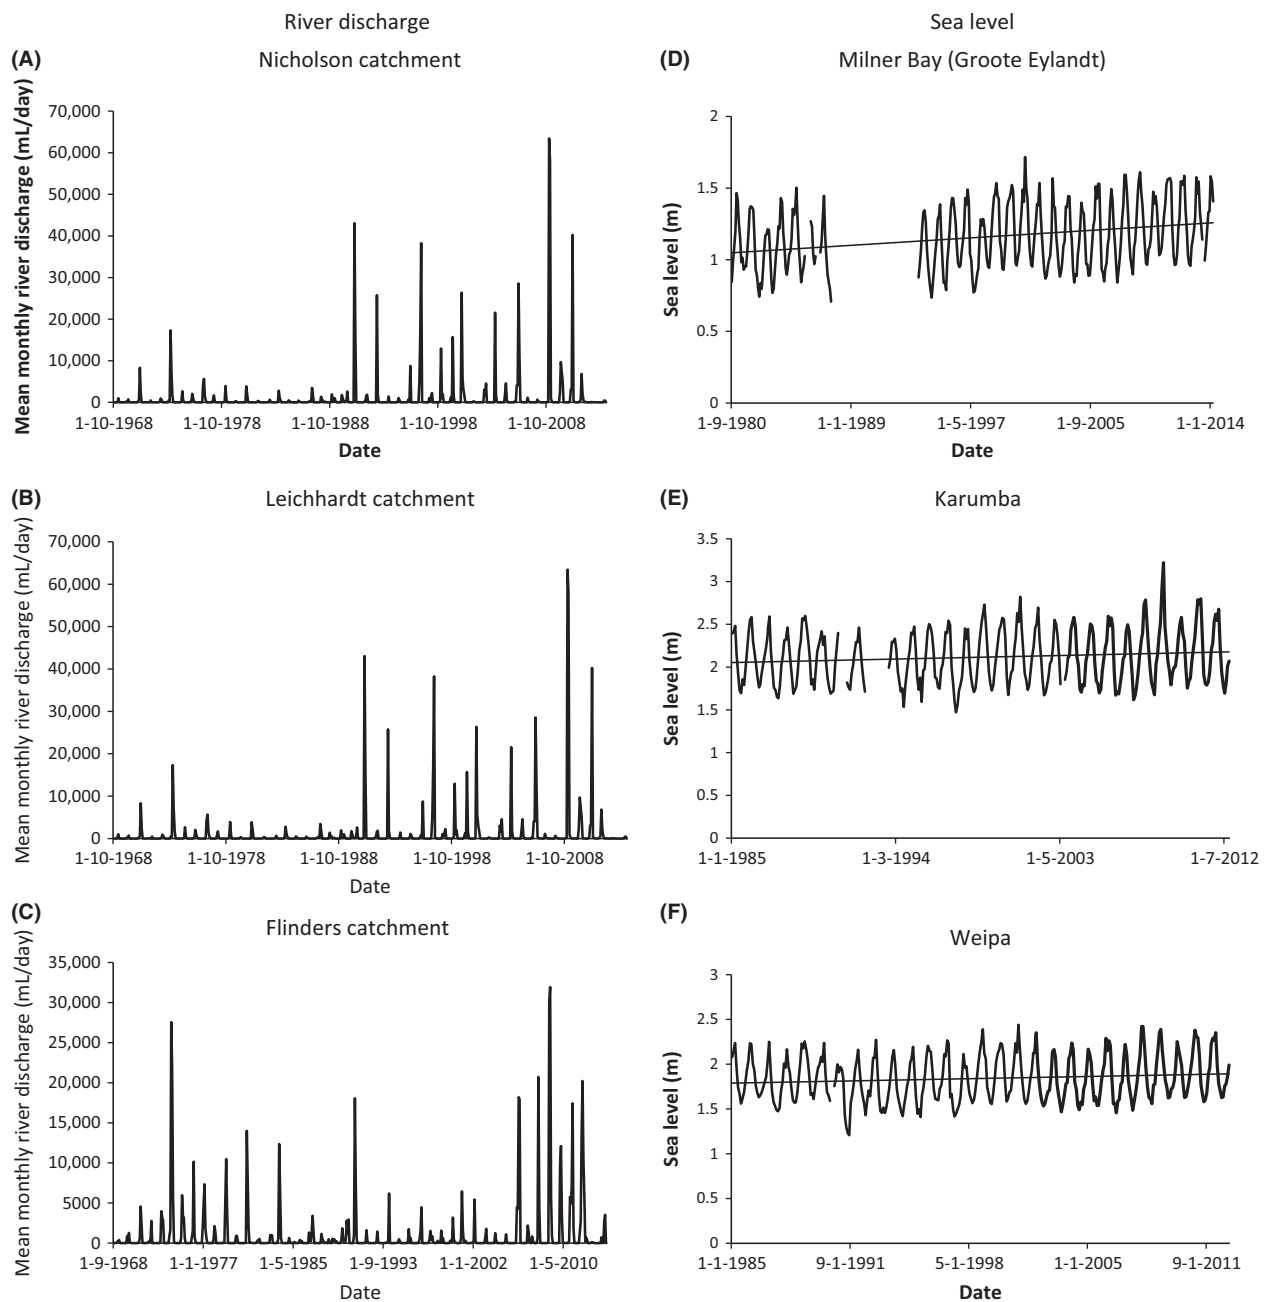 River discharge
Sea level
(A)
Nicholson catchment
Mean monthly river discharge (mL/day)
70,000
60,000
50,000
40,000
30,000
20,000
10,000
0
1-10-1968 1-10-1978 1-10-1988 1-10-1998 1-10-2008
Date
(D)
Milner Bay (Groote Eylandt)
Sea level (m)
2
1.5
1
0.5
0
1-9-1980 1-1-1989 1-5-1997 1-9-2005 1-1-2014
Date
(B)
Leichhardt catchment
Mean monthly river discharge (mL/day)
70,000
60,000
50,000
40,000
30,000
20,000
10,000
0
1-10-1968 1-10-1978 1-10-1988 1-10-1998 1-10-2008
Date
(E)
Karumba
Sea level (m)
3.5
3
2.5
2
1.5
1
0.5
0
1-1-1985 1-3-1994 1-5-2003 1-7-2012
(C)
Flinders catchment
Mean monthly river discharge (mL/day)
35,000
30,000
25,000
20,000
15,000
10,000
5000
0
1-9-1968 1-1-1977 1-5-1985 1-9-1993 1-1-2002 1-5-2010
Date
(F)
Weipa
Sea level (m)
3
2.5
2
1.5
1
0.5
0
1-1-1985 9-1-1991 5-1-1998 1-1-2005 9-1-2011
Date